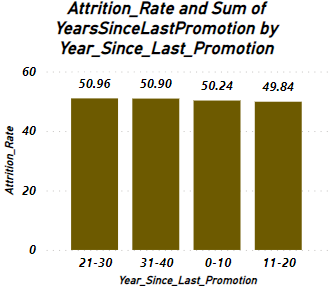 Attrition_Rate and Sum of
YearsSinceLastPromotion by
Year_Since_Last_Promotion
60
50.96 50.90 50.24 49.84
40
Attrition_Rate
20
0
21-30 31-40 0-10 11-20
Year_Since_Last_Promotion